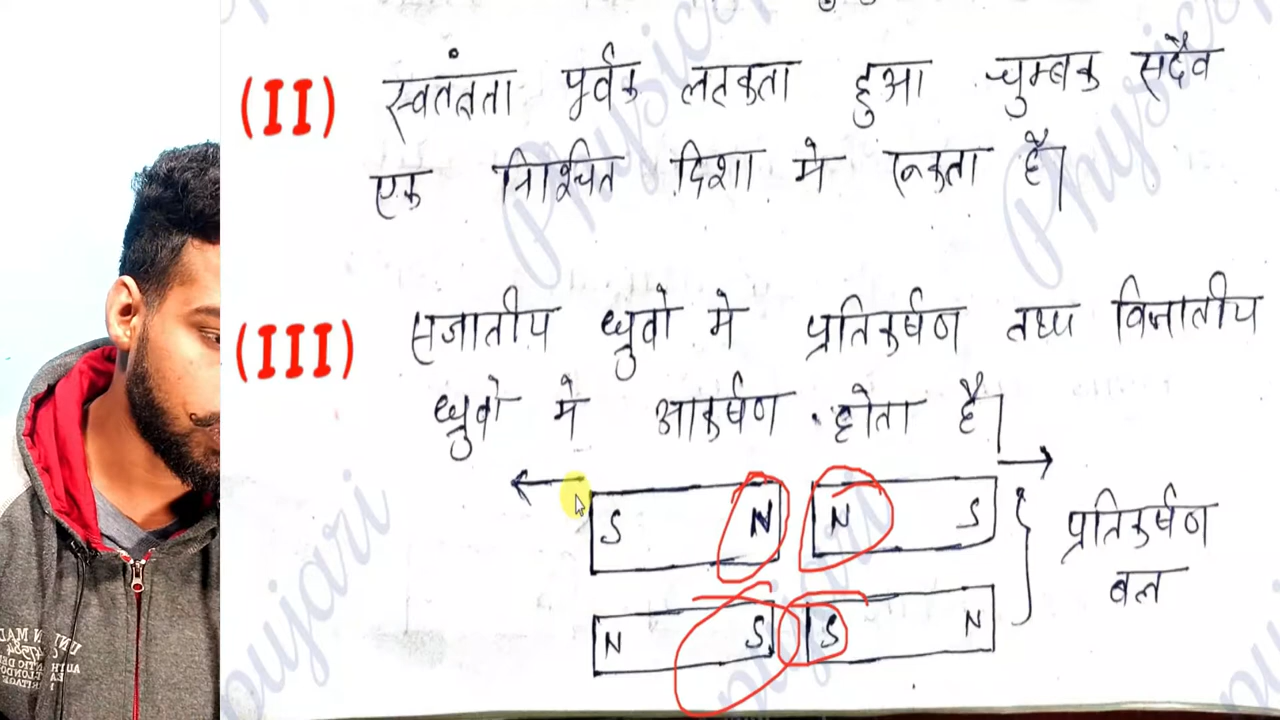 (II) स्वतंत्रता पूर्वक लटकता हुआ चुम्बक सदैव
एक निश्चित दिशा मे रूकता है।
(III) सजातीय ध्रुवो मे प्रतिकर्षण तथा विजातीय
ध्रुवो मे आकर्षण होता है।
S N N S
प्रतिकर्षण
बल
N S S N